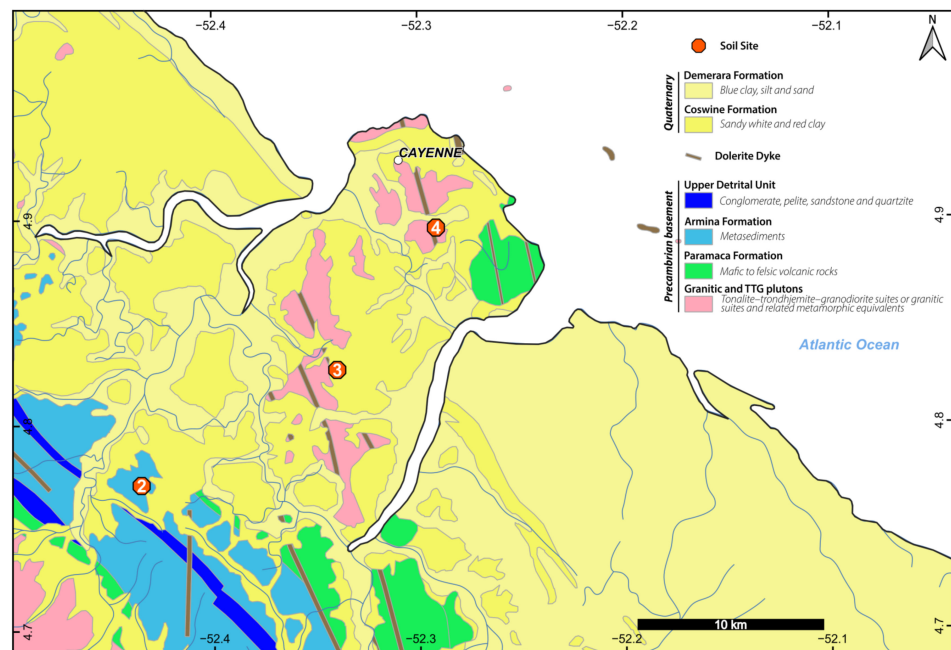 −52.4
−52.3
−52.2
−52.1
N
Soil Site
Quaternary
Demerara Formation
Blue clay, silt and sand
Coswine Formation
Sandy white and red clay
Dolerite Dyke
Precambrian basement
Upper Detrital Unit
Conglomerate, pelite, sandstone and quartzite
Armina Formation
Metasediments
Paramaca Formation
Mafic to felsic volcanic rocks
Granitic and TTG plutons
Tonalite–trondhjemite–granodiorite suites or granitic
suites and related metamorphic equivalents
CAYENNE
4.9
4.9
4
Atlantic Ocean
3
4.8
4.8
2
10 km
4.7
4.7
−52.4
−52.3
−52.2
−52.1